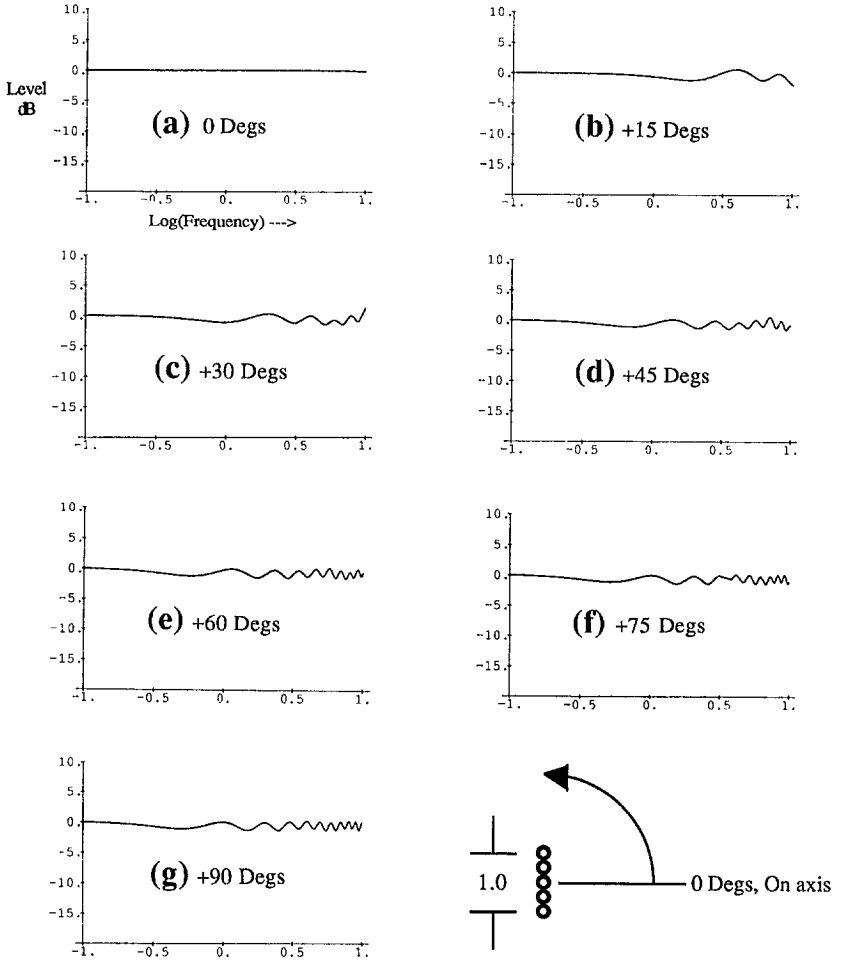 10.
5.
0.
-5.
-10.
-15.
Level
dB
(a) 0 Degs
-1. -0.5 0. 0.5 1.
Log(Frequency) --->
10.
5.
0.
-5.
-10.
-15.
(b) +15 Degs
-1. -0.5 0. 0.5 1.
10.
5.
0.
-5.
-10.
-15.
(c) +30 Degs
-1. -0.5 0. 0.5 1.
10.
5.
0.
-5.
-10.
-15.
(d) +45 Degs
-1. -0.5 0. 0.5 1.
10.
5.
0.
-5.
-10.
-15.
(e) +60 Degs
-1. -0.5 0. 0.5 1.
10.
5.
0.
-5.
-10.
-15.
(f) +75 Degs
-1. -0.5 0. 0.5 1.
10.
5.
0.
-5.
-10.
-15.
(g) +90 Degs
-1. -0.5 0. 0.5 1.
1.0
0 Degs, On axis